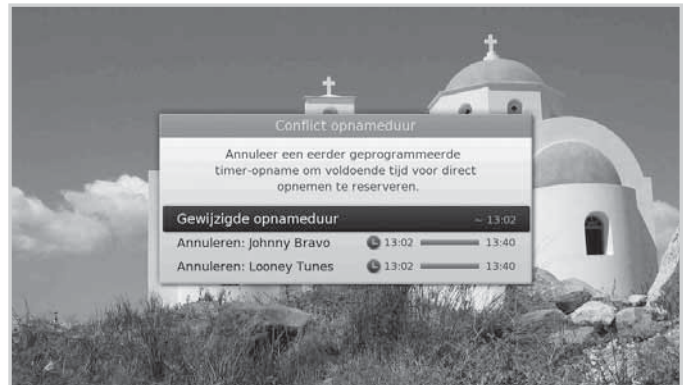 Conflict opnameduur
Annuleer een eerder geprogrammeerde
timer-opname om voldoende tijd voor direct
opnemen te reserveren.
Gewijzigde opnameduur ~ 13:02
Annuleren: Johnny Bravo 13:02 13:40
Annuleren: Looney Tunes 13:02 13:40